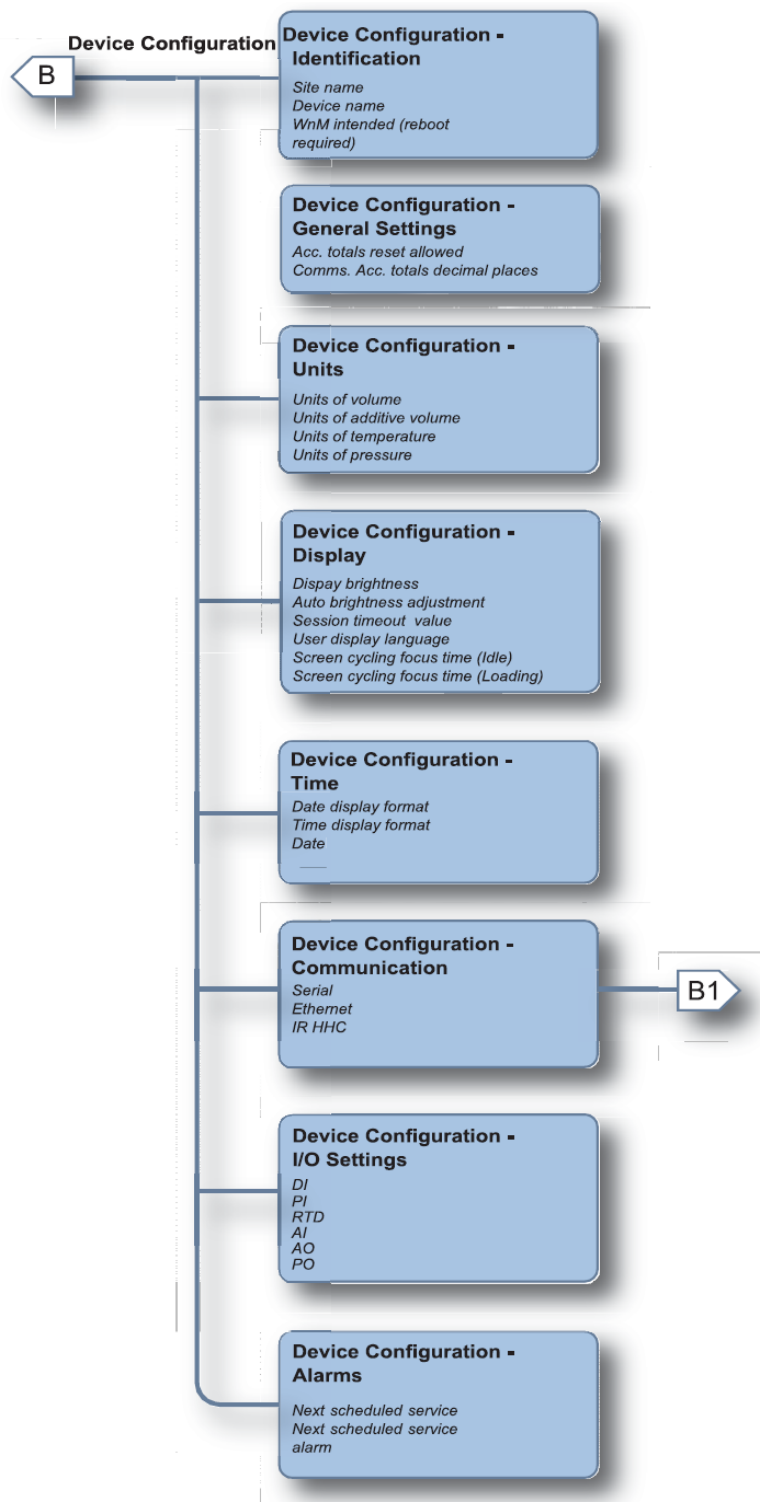 Device Configuration
B
Device Configuration -
Identification
Site name
Device name
WnM intended (reboot
required)
Device Configuration -
General Settings
Acc. totals reset allowed
Comms. Acc. totals decimal places
Device Configuration -
Units
Units of volume
Units of additive volume
Units of temperature
Units of pressure
Device Configuration -
Display
Dispay brightness
Auto brightness adjustment
Session timeout value
User display language
Screen cycling focus time (Idle)
Screen cycling focus time (Loading)
Device Configuration -
Time
Date display format
Time display format
Date
Device Configuration -
Communication
Serial
Ethernet
IR HHC
B1
Device Configuration -
I/O Settings
DI
PI
RTD
AI
AO
PO
Device Configuration -
Alarms
Next scheduled service
Next scheduled service
alarm